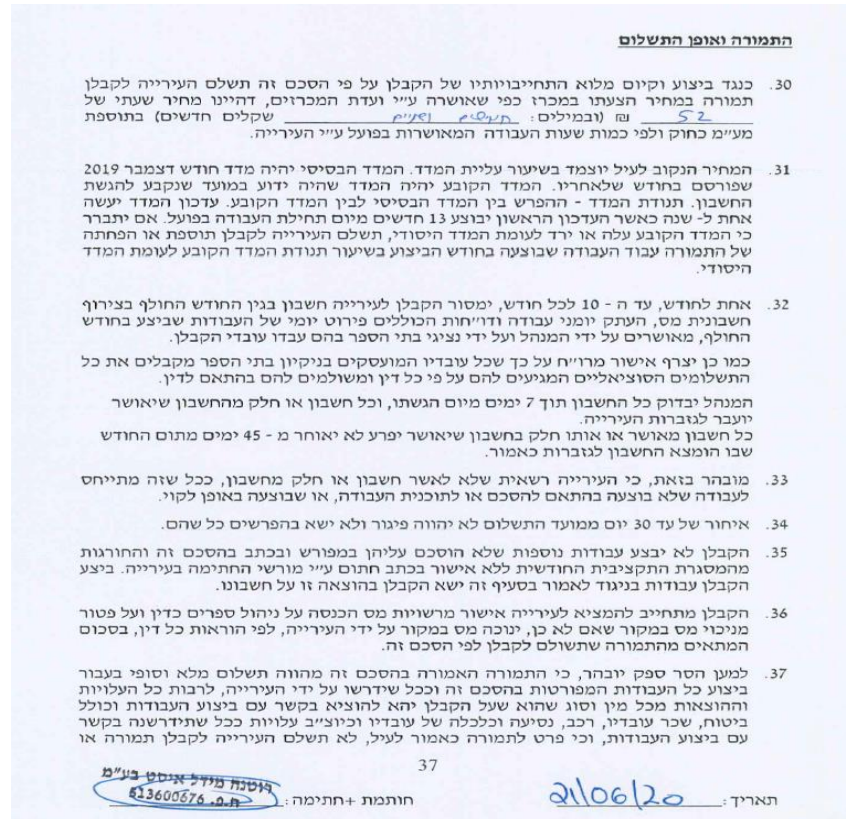 התמורה ואופן התשלום
30. כנגד ביצוע וקיום מלוא התחייבויותיו של הקבלן על פי הסכם זה תשלם העירייה לקבלן
תמורה במחיר הצעתו במכרז כפי שאושרה ע״י ועדת המכרזים, דהיינו מחיר שעתי של
52 ₪ (ובמילים: חמישים ושניים שקלים חדשים) בתוספת
מע״מ כחוק ולפי כמות שעות העבודה המאושרות בפועל ע״י העירייה.
31. המחיר הנקוב לעיל יוצמד בשיעור עליית המדד. המדד הבסיסי יהיה מדד חודש דצמבר 2019
שפורסם בחודש שלאחריו. המדד הקובע יהיה המדד שהיה ידוע במועד שנקבע להגשת
החשבון. תנודת המדד - ההפרש בין המדד הבסיסי לבין המדד הקובע. עדכון המדד יעשה
אחת ל- שנה כאשר העדכון הראשון יבוצע 13 חדשים מיום תחילת העבודה בפועל. אם יתברר
כי המדד הקובע עלה או ירד לעומת המדד היסודי, תשלם העירייה לקבלן תוספת או הפחתה
של התמורה עבור העבודה שבוצעה בחודש הביצוע בשיעור תנודת המדד הקובע לעומת המדד
היסודי.
32. אחת לחודש, עד ה - 10 לכל חודש, ימסור הקבלן לעירייה חשבון בגין החודש החולף בצירוף
חשבונית מס, העתק יומני עבודה ודו״חות הכוללים פירוט יומי של העבודות שביצע בחודש
החולף, מאושרים על ידי המנהל ועל ידי נציגי בתי הספר בהם עבדו עובדי הקבלן.
כמו כן יצרף אישור מרו״ח על כך שכל עובדיו המועסקים בניקיון בתי הספר מקבלים את כל
התשלומים הסוציאליים המגיעים להם על פי כל דין ומשולמים להם בהתאם לדין.
המנהל יבדוק כל החשבון תוך 7 ימים מיום הגשתו, וכל חשבון או חלק מהחשבון שיאושר
יועבר לגזברות העירייה.
כל חשבון מאושר או אותו חלק בחשבון שיאושר יפרע לא יאוחר מ - 45 ימים מתום החודש
שבו הומצא החשבון לגזברות כאמור.
33. מובהר בזאת, כי העירייה רשאית שלא לאשר חשבון או חלק מחשבון, ככל שזה מתייחס
לעבודה שלא בוצעה בהתאם להסכם או לתוכנית העבודה, או שבוצעה באופן לקוי.
34. איחור של עד 30 יום ממועד התשלום לא יהווה פיגור ולא ישא בהפרשים כל שהם.
35. הקבלן לא יבצע עבודות נוספות שלא הוסכם עליהן במפורש ובכתב בהסכם זה והחורגות
מהמסגרת התקציבית החודשית ללא אישור בכתב חתום ע״י מורשי החתימה בעירייה. ביצע
הקבלן עבודות בניגוד לאמור בסעיף זה ישא הקבלן בהוצאה זו על חשבונו.
36. הקבלן מתחייב להמציא לעירייה אישור מרשויות מס הכנסה על ניהול ספרים כדין ועל פטור
מניכוי מס במקור שאם לא כן, ינוכה מס במקור על ידי העירייה, לפי הוראות כל דין, בסכום
המתאים מהתמורה שתשולם לקבלן לפי הסכם זה.
37. למען הסר ספק יובהר, כי התמורה האמורה בהסכם זה מהווה תשלום מלא וסופי בעבור
ביצוע כל העבודות המפורטות בהסכם זה וככל שידרשו על ידי העירייה, לרבות כל העלויות
וההוצאות מכל מין וסוג שהוא שעל הקבלן יהא להוציא בקשר עם ביצוע העבודות וכולל
ביטוח, שכר עובדיו, רכב, נסיעה וכלכלה של עובדיו וכיוצ״ב עלויות ככל שתידרשנה בקשר
עם ביצוע העבודות, וכי פרט לתמורה כאמור לעיל, לא תשלם העירייה לקבלן תמורה או
37
תאריך: 21/06/20 חותמת +חתימה:
רוטנה מידל איסט בע״מ
ח.פ. 513600676